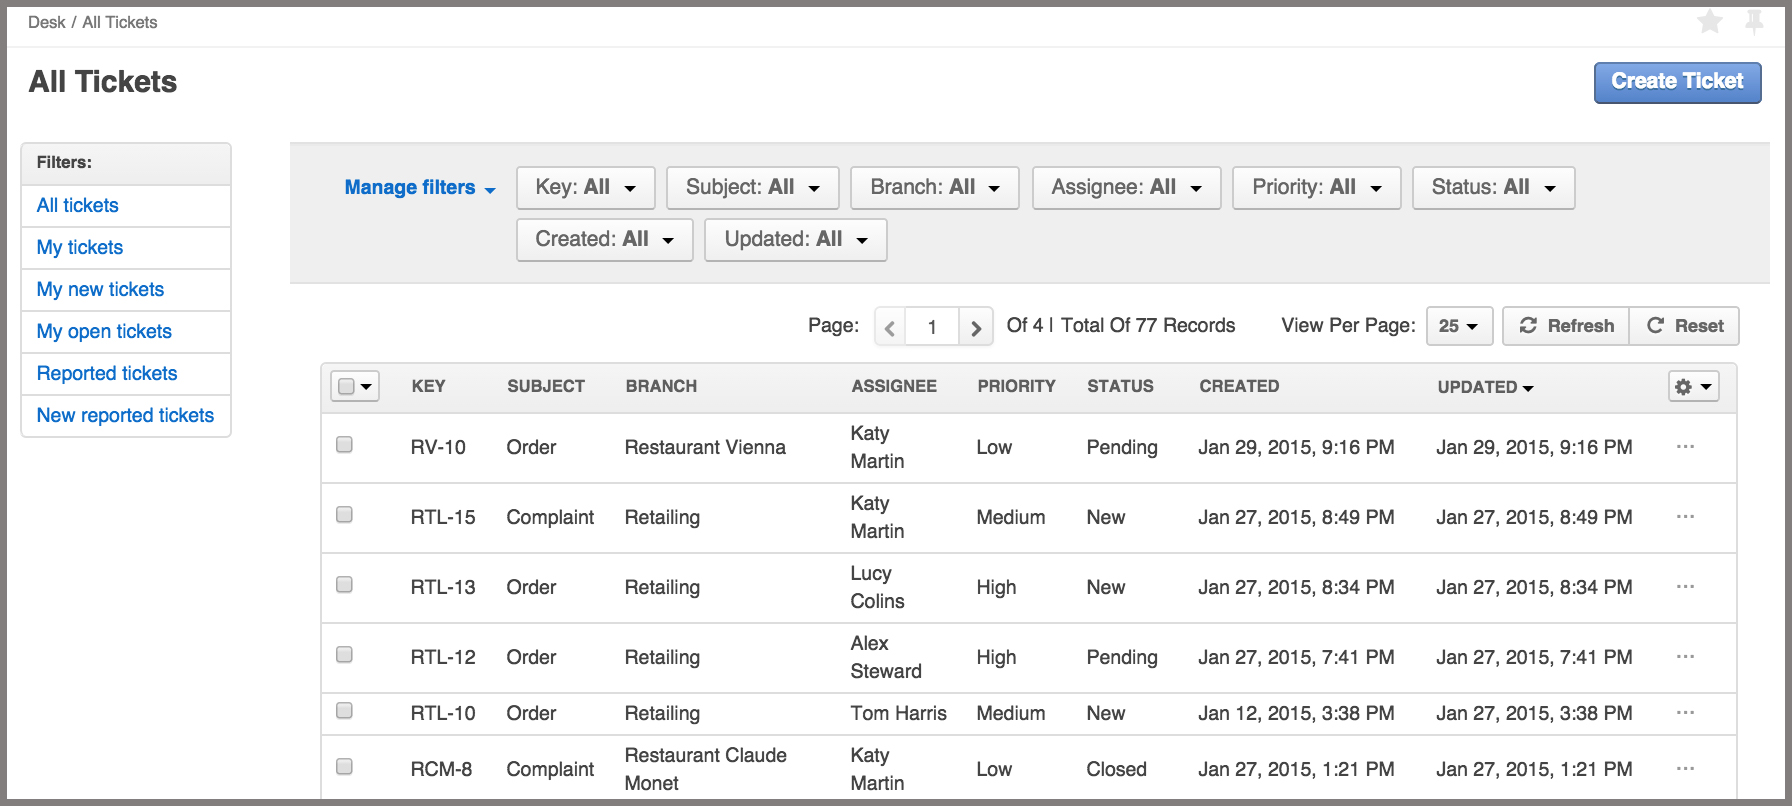 Desk / All Tickets
All Tickets
Create Ticket
Filters:
All tickets
My tickets
My new tickets
My open tickets
Reported tickets
New reported tickets
Manage filters
Key: All
Subject: All
Branch: All
Assignee: All
Priority: All
Status: All
Created: All
Updated: All
Page: 1 Of 4 | Total Of 77 Records
View Per Page: 25
Refresh
Reset
KEY SUBJECT BRANCH ASSIGNEE PRIORITY STATUS CREATED UPDATED
RV-10 Order Restaurant Vienna Katy Martin Low Pending Jan 29, 2015, 9:16 PM Jan 29, 2015, 9:16 PM ...
RTL-15 Complaint Retailing Katy Martin Medium New Jan 27, 2015, 8:49 PM Jan 27, 2015, 8:49 PM ...
RTL-13 Order Retailing Lucy Colins High New Jan 27, 2015, 8:34 PM Jan 27, 2015, 8:34 PM ...
RTL-12 Order Retailing Alex Steward High Pending Jan 27, 2015, 7:41 PM Jan 27, 2015, 7:41 PM ...
RTL-10 Order Retailing Tom Harris Medium New Jan 12, 2015, 3:38 PM Jan 27, 2015, 3:38 PM ...
RCM-8 Complaint Restaurant Claude Monet Katy Martin Low Closed Jan 27, 2015, 1:21 PM Jan 27, 2015, 1:21 PM ...